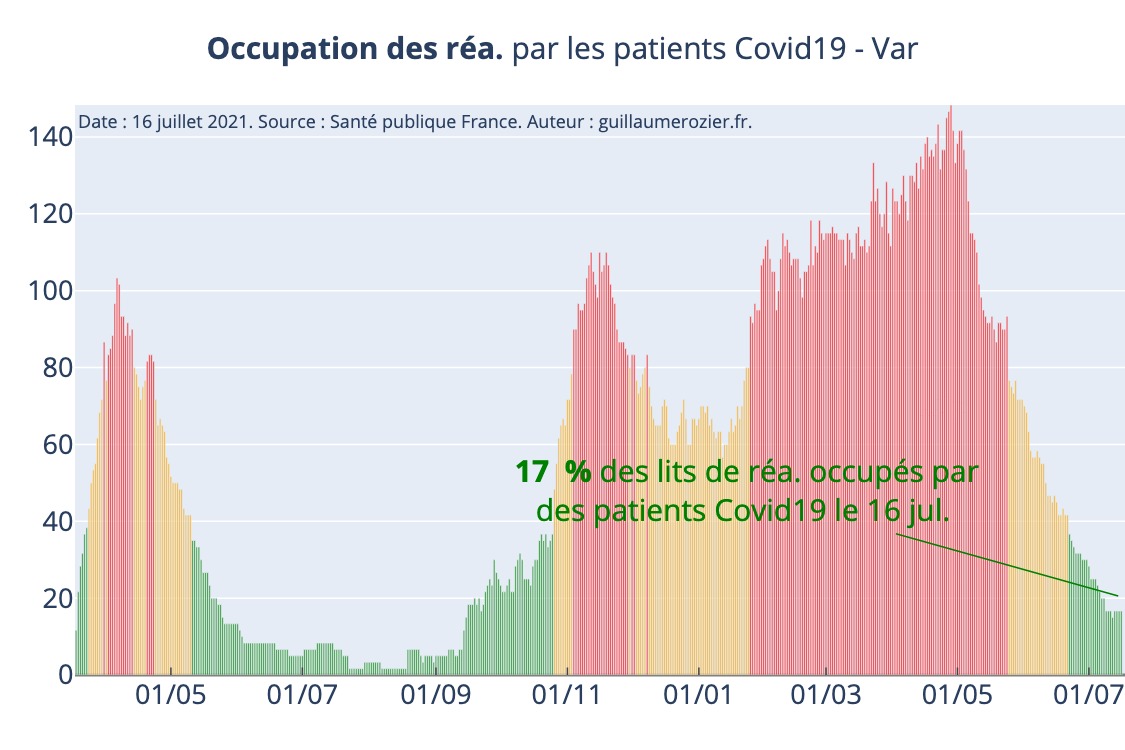 Occupation des réa. par les patients Covid19 - Var
Date : 16 juillet 2021. Source : Santé publique France. Auteur : guillaumerozier.fr.
140
120
100
80
60
40
20
0
17 % des lits de réa. occupés par
des patients Covid19 le 16 jul.
01/05 01/07 01/09 01/11 01/01 01/03 01/05 01/07